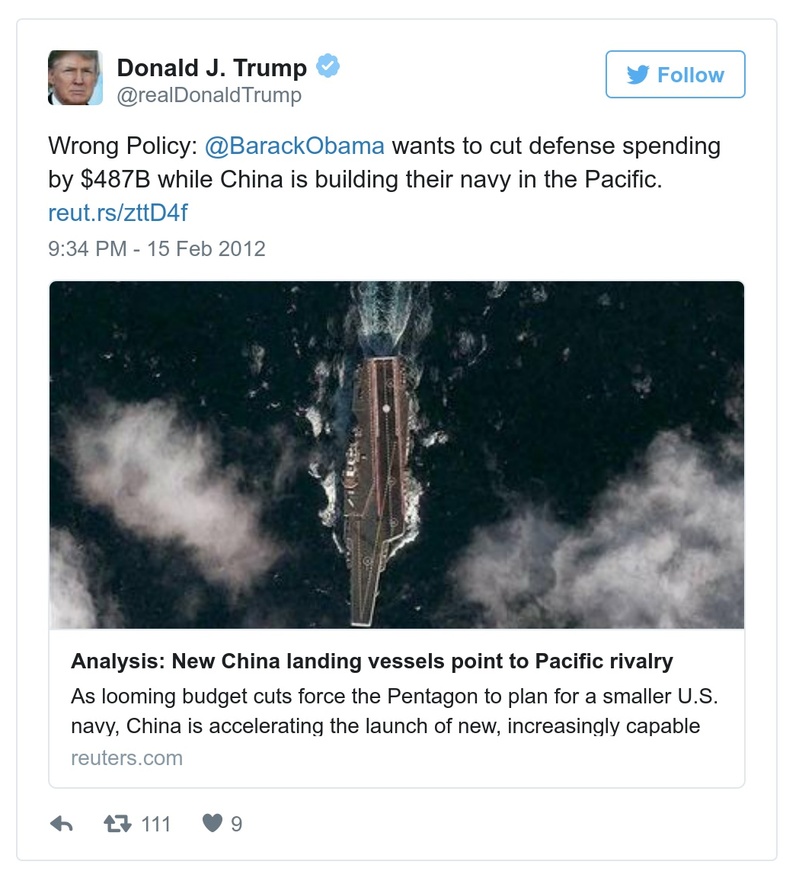 Donald J. Trump
@realDonaldTrump
Follow
Wrong Policy: @BarackObama wants to cut defense spending
by $487B while China is building their navy in the Pacific.
reut.rs/zttD4f
9:34 PM - 15 Feb 2012
Analysis: New China landing vessels point to Pacific rivalry
As looming budget cuts force the Pentagon to plan for a smaller U.S.
navy, China is accelerating the launch of new, increasingly capable
reuters.com
111 9